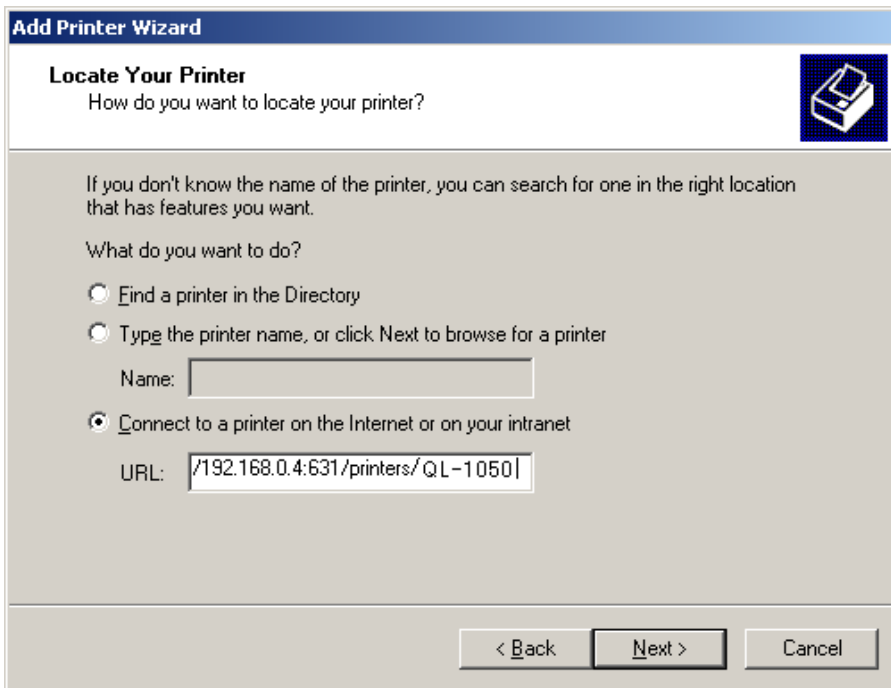 Add Printer Wizard
Locate Your Printer
How do you want to locate your printer?
If you don't know the name of the printer, you can search for one in the right location
that has features you want.
What do you want to do?
Find a printer in the Directory
Type the printer name, or click Next to browse for a printer
Name:
Connect to a printer on the Internet or on your intranet
URL: /192.168.0.4:631/printers/QL-1050
< Back Next > Cancel